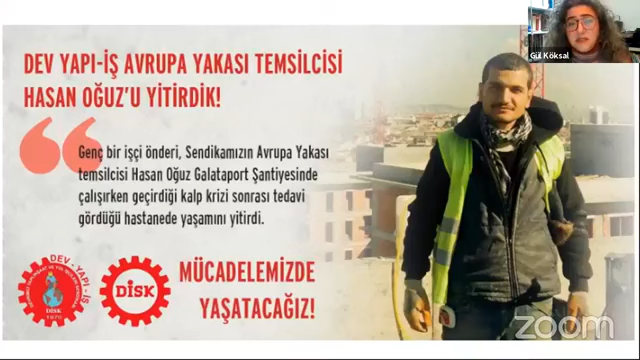 Gül Köksal
DEV YAPI-İŞ AVRUPA YAKASI TEMSİLCİSİ
HASAN OĞUZ'U YİTİRDİK!
Genç bir işçi önderi, Sendikamızın Avrupa Yakası
temsilcisi Hasan Oğuz Galataport Şantiyesinde
çalışırken geçirdiği kalp krizi sonrası tedavi
gördüğü hastanede yaşamını yitirdi.
DEV-YAPI-İŞ
DİSK
DİSK
MÜCADELEMİZDE
YAŞATACAĞIZ!
zoom